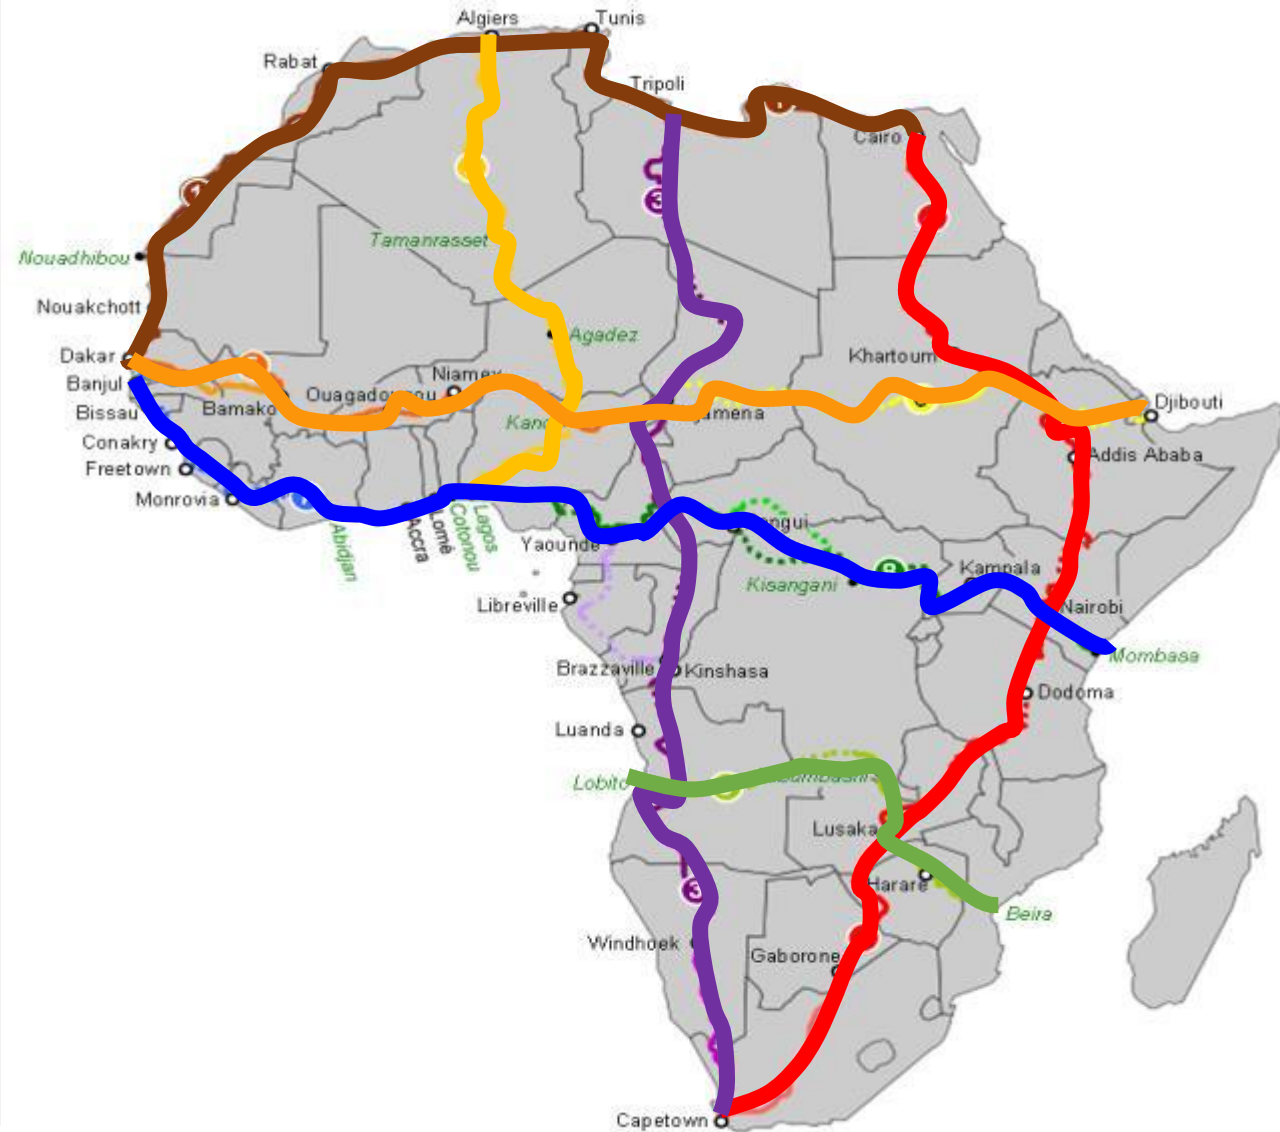 Algiers
Tunis
Rabat
Tripoli
Cairo
3
Tamanrasset
Nouadhibou
Nouakchott
Agadez
Dakar
Khartoum
Banjul
Niamey
Djibouti
Bissau
Bamako
Conakry
Addis Ababa
Freetown
Monrovia
Abidjan
Accra
Lomé
Cotonou
Lagos
Yaounde
Kampala
Kisangani
Libreville
Nairobi
Mombasa
Brazzaville
Kinshasa
Dodoma
Luanda
Lobito
Lusaka
Harare
3
Beira
Windhoek
Gaborone
Capetown